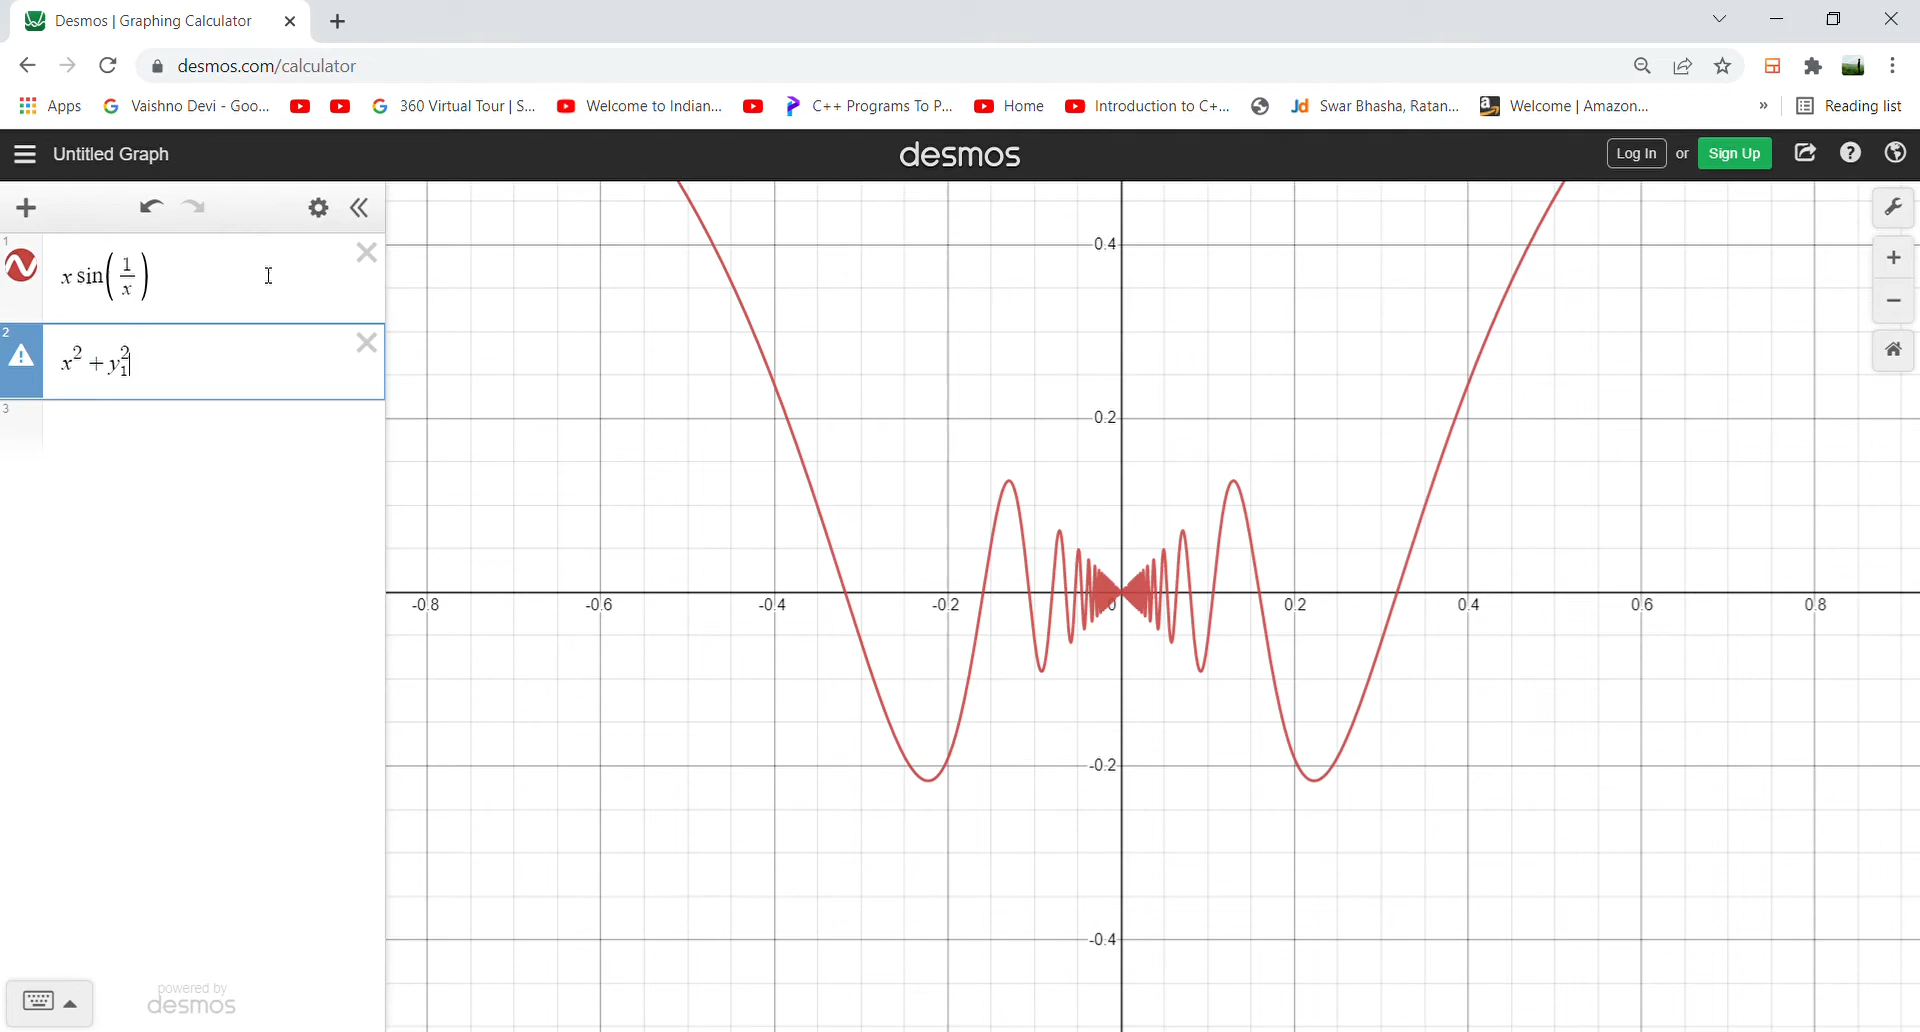 Desmos | Graphing Calculator
desmos.com/calculator
Apps Vaishno Devi - Goo... 360 Virtual Tour | S... Welcome to Indian... C++ Programs To P... Home Introduction to C+... Jd Swar Bhasha, Ratan... Welcome | Amazon... » Reading list
Untitled Graph desmos Log In or Sign Up
1
x sin(1/x)
2
x² + y₁²
3
0.4
0.2
-0.8 -0.6 -0.4 -0.2 0 0.2 0.4 0.6 0.8
-0.2
-0.4
powered by
desmos